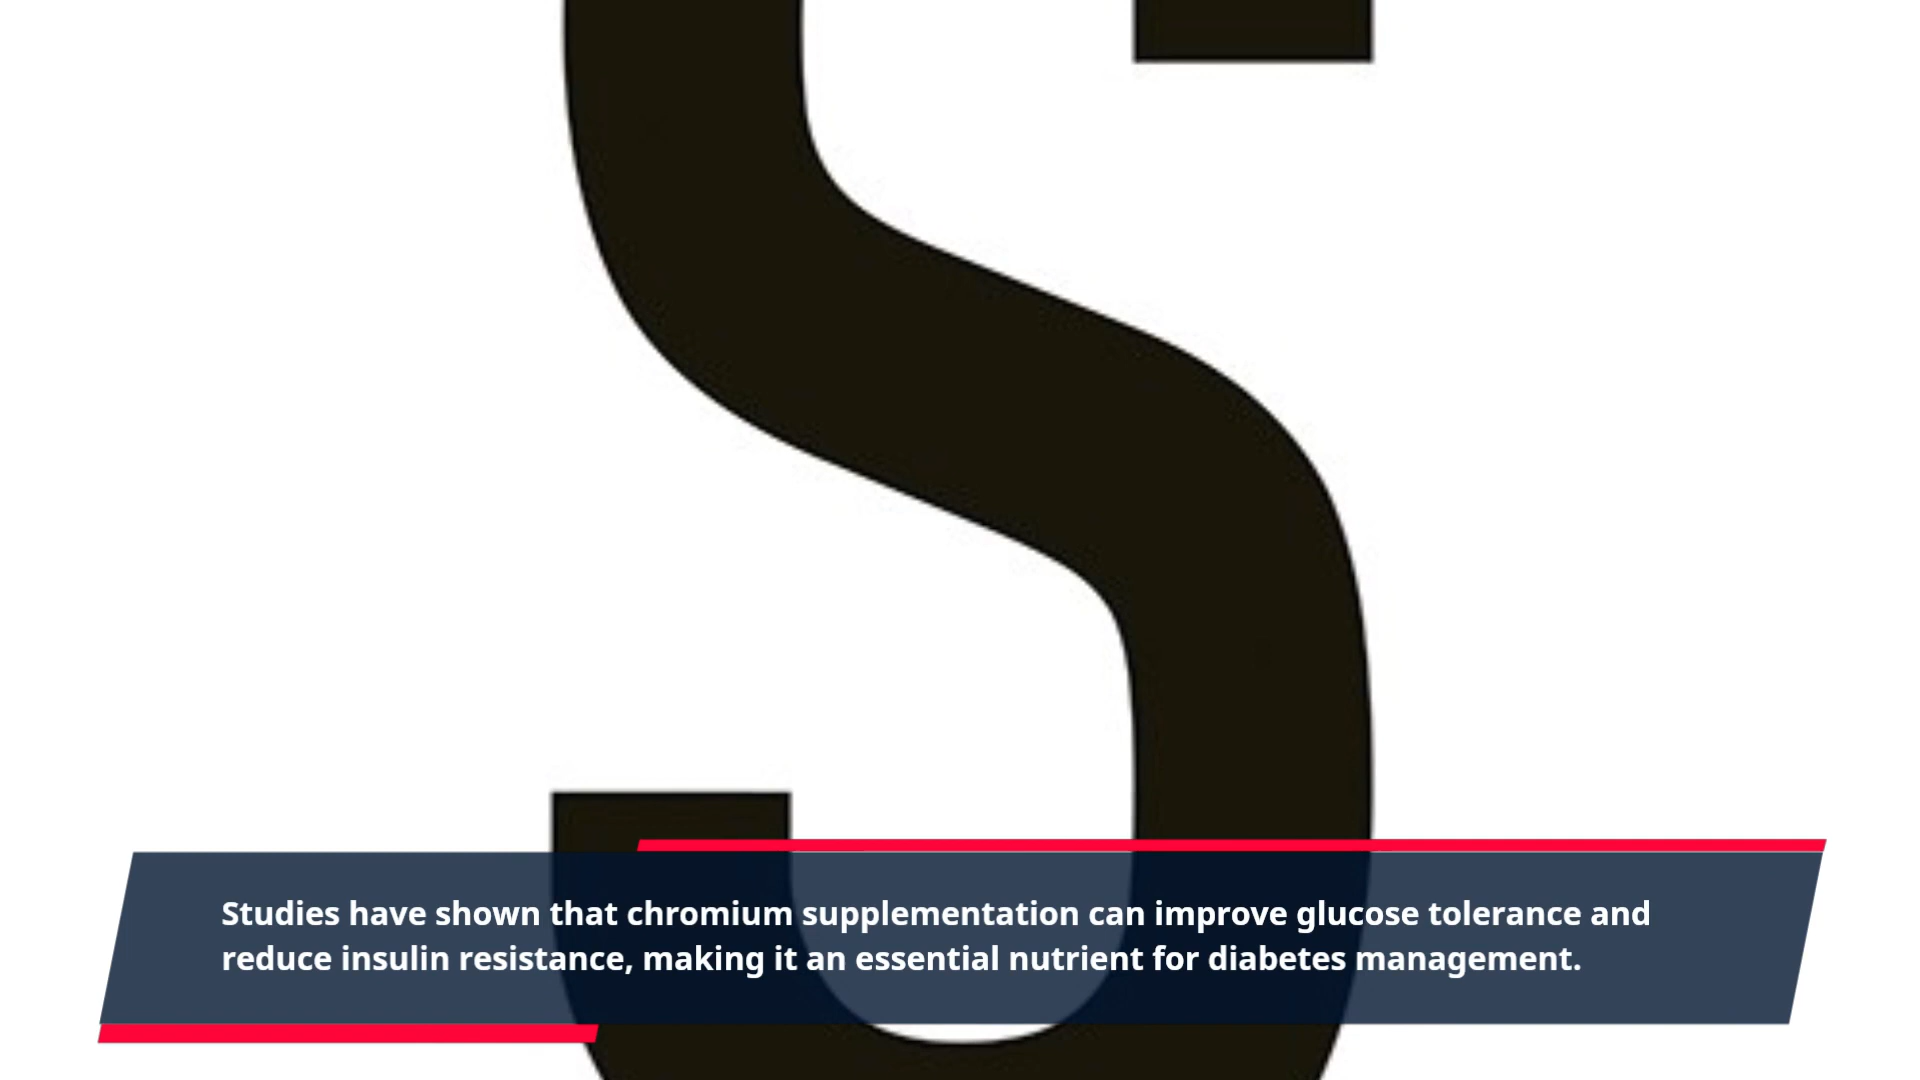 S
Studies have shown that chromium supplementation can improve glucose tolerance and
reduce insulin resistance, making it an essential nutrient for diabetes management.